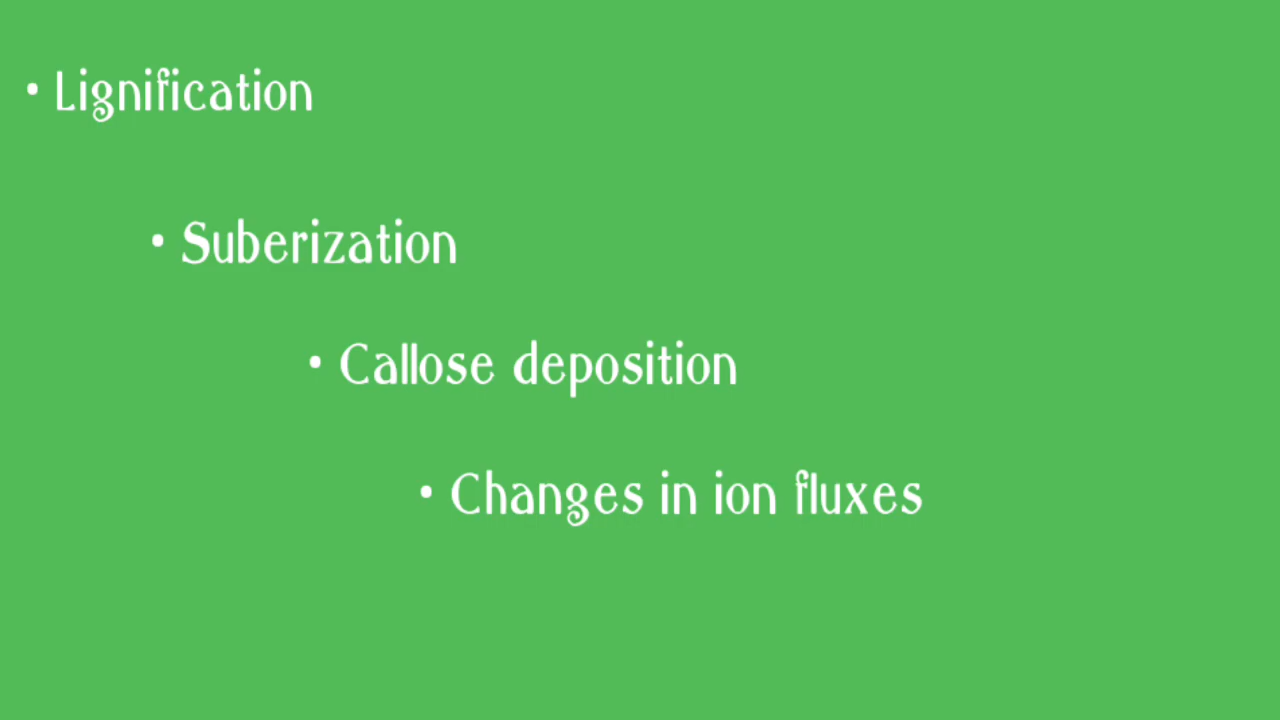 • Lignification
• Suberization
• Callose deposition
• Changes in ion fluxes